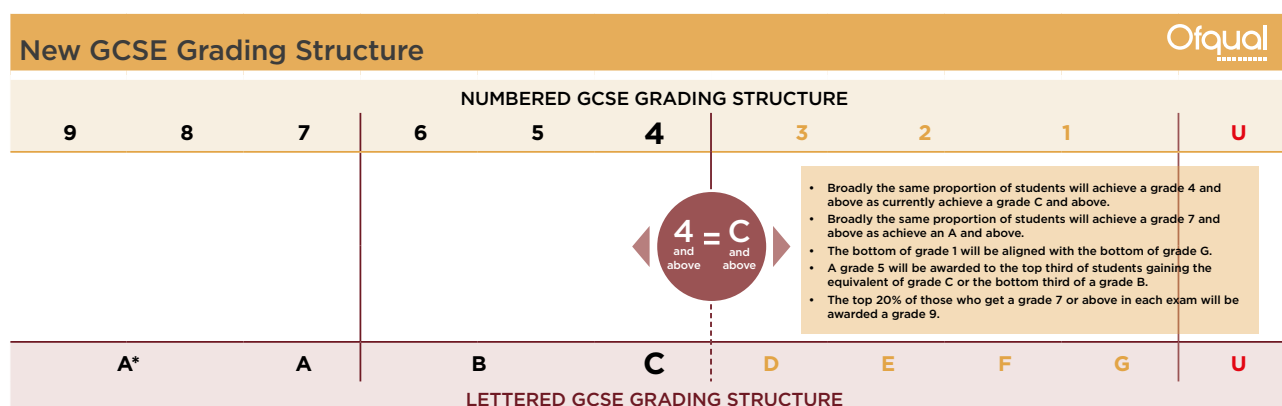 New GCSE Grading Structure
Ofqual
NUMBERED GCSE GRADING STRUCTURE
9 8 7 6 5 4 3 2 1 U
4 = C
and and
above above
• Broadly the same proportion of students will achieve a grade 4 and
above as currently achieve a grade C and above.
• Broadly the same proportion of students will achieve a grade 7 and
above as achieve an A and above.
• The bottom of grade 1 will be aligned with the bottom of grade G.
• A grade 5 will be awarded to the top third of students gaining the
equivalent of grade C or the bottom third of a grade B.
• The top 20% of those who get a grade 7 or above in each exam will be
awarded a grade 9.
A* A B C D E F G U
LETTERED GCSE GRADING STRUCTURE